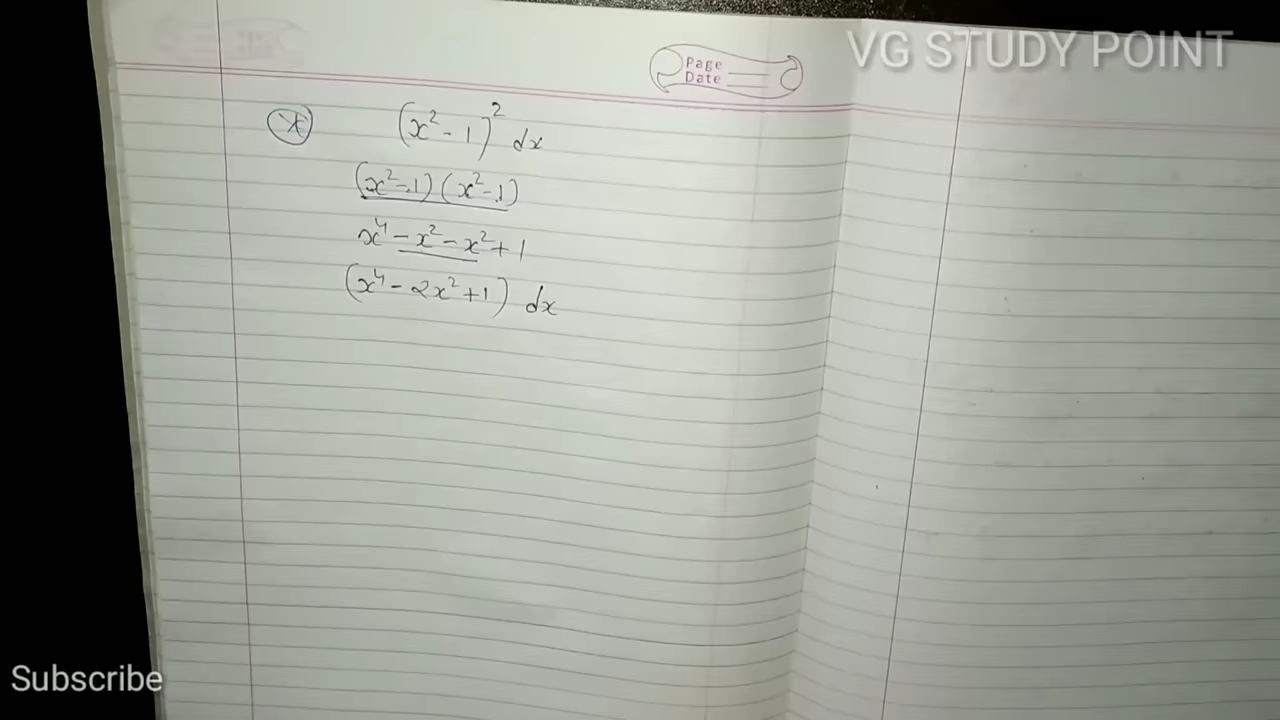 VG STUDY POINT
Page
Date
(x² - 1)² dx
(x² - 1) (x² - 1)
x⁴ - x² - x² + 1
(x⁴ - 2x² + 1) dx
Subscribe